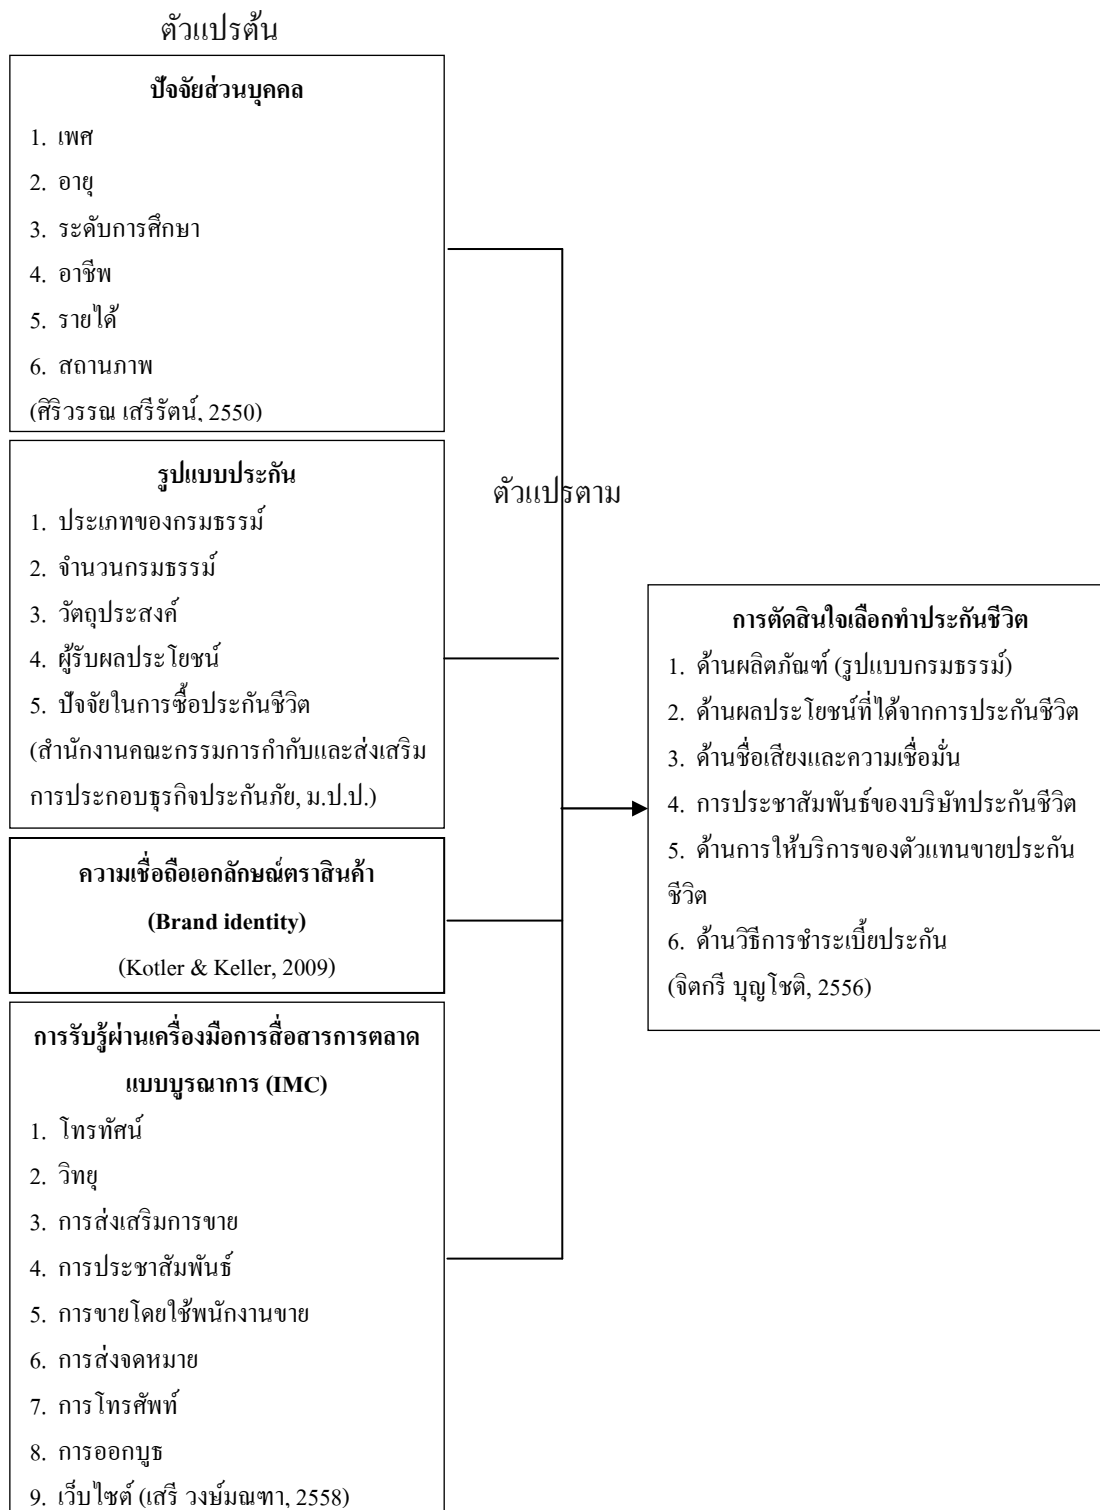 ตัวแปรต้น
ปัจจัยส่วนบุคคล
1. เพศ
2. อายุ
3. ระดับการศึกษา
4. อาชีพ
5. รายได้
6. สถานภาพ
(ศิริวรรณ เสรีรัตน์, 2550)
รูปแบบประกัน
1. ประเภทของกรมธรรม์
2. จำนวนกรมธรรม์
3. วัตถุประสงค์
4. ผู้รับผลประโยชน์
5. ปัจจัยในการซื้อประกันชีวิต
(สำนักงานคณะกรรมการกำกับและส่งเสริม
การประกอบธุรกิจประกันภัย, ม.ป.ป.)
ความเชื่อถือเอกลักษณ์ตราสินค้า
(Brand identity)
(Kotler & Keller, 2009)
การรับรู้ผ่านเครื่องมือการสื่อสารการตลาด
แบบบูรณาการ (IMC)
1. โทรทัศน์
2. วิทยุ
3. การส่งเสริมการขาย
4. การประชาสัมพันธ์
5. การขายโดยใช้พนักงานขาย
6. การส่งจดหมาย
7. การโทรศัพท์
8. การออกบูธ
9. เว็บไซต์ (เสรี วงษ์มณฑา, 2558)
ตัวแปรตาม
การตัดสินใจเลือกทำประกันชีวิต
1. ด้านผลิตภัณฑ์ (รูปแบบกรมธรรม์)
2. ด้านผลประโยชน์ที่ได้จากการประกันชีวิต
3. ด้านชื่อเสียงและความเชื่อมั่น
4. การประชาสัมพันธ์ของบริษัทประกันชีวิต
5. ด้านการให้บริการของตัวแทนขายประกัน
ชีวิต
6. ด้านวิธีการชำระเบี้ยประกัน
(จิตกรี บุญโชติ, 2556)